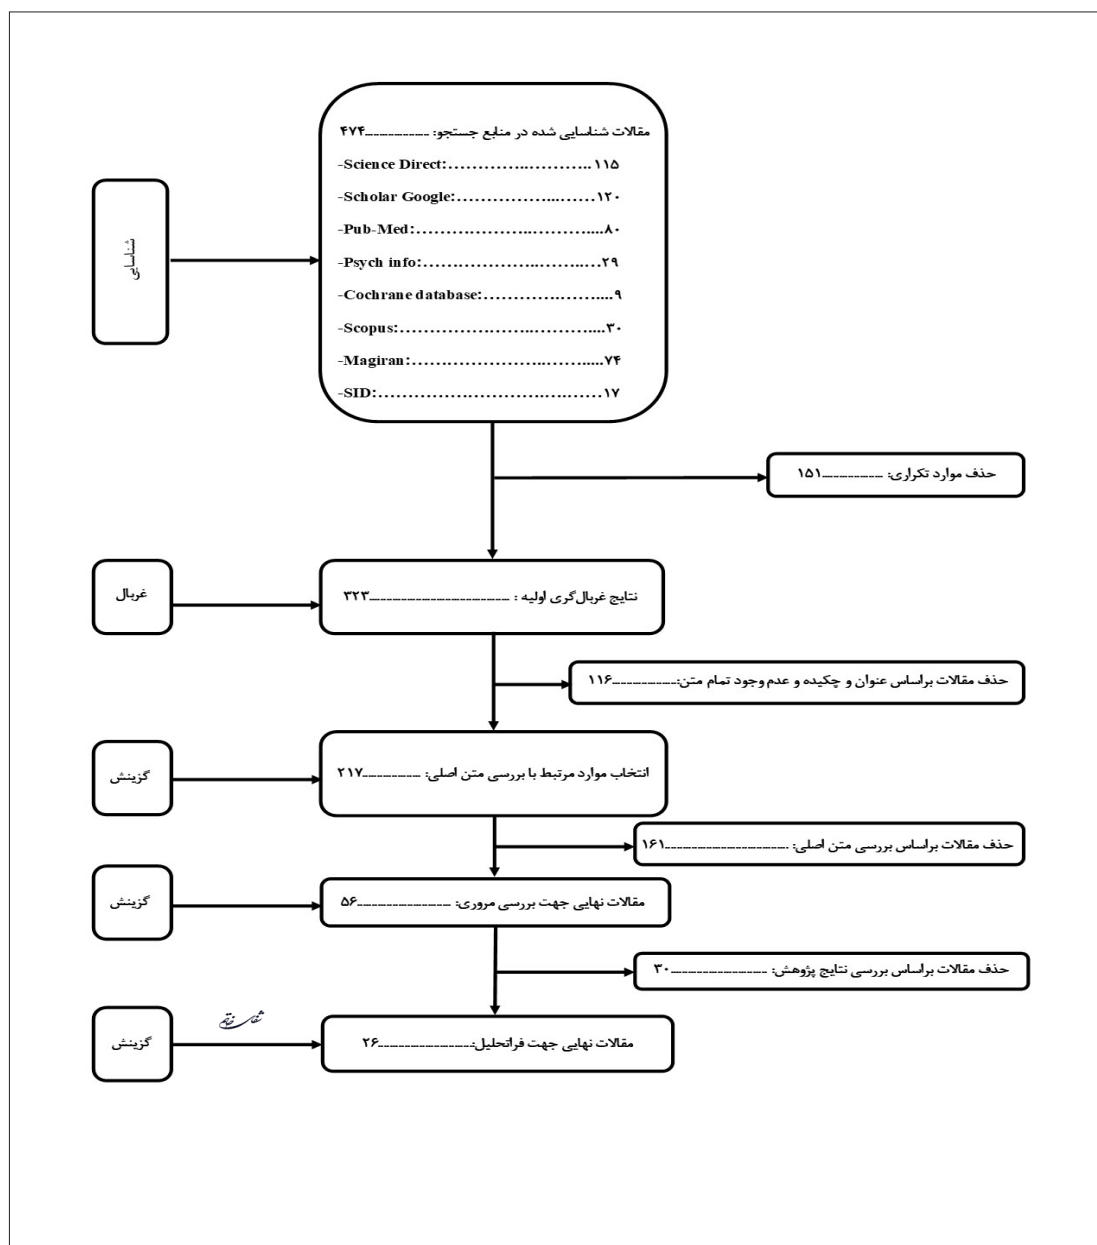 مقالات شناسایی شده در منابع جستجو: ................۴۷۴
-Science Direct:........................۱۱۵
-Scholar Google:........................۱۲۰
-Pub-Med:..............................۸۰
-Psych info:...........................۲۹
-Cochrane database:....................۹
-Scopus:...............................۳۰
-Magiran:..............................۷۴
-SID:..................................۱۷
شناسایی
حذف موارد تکراری: ................۱۵۱
غربال
نتایج غربال‌گری اولیه : ................................۳۲۳
حذف مقالات براساس عنوان و چکیده و عدم وجود تمام متن:................۱۱۶
گزینش
انتخاب موارد مرتبط با بررسی متن اصلی: ................۲۱۷
حذف مقالات براساس بررسی متن اصلی: ................................۱۶۱
گزینش
مقالات نهایی جهت بررسی مروری: ........................۵۶
حذف مقالات براساس بررسی نتایج پژوهش: ........................۳۰
گزینش
مقالات نهایی جهت فراتحلیل:........................۲۶